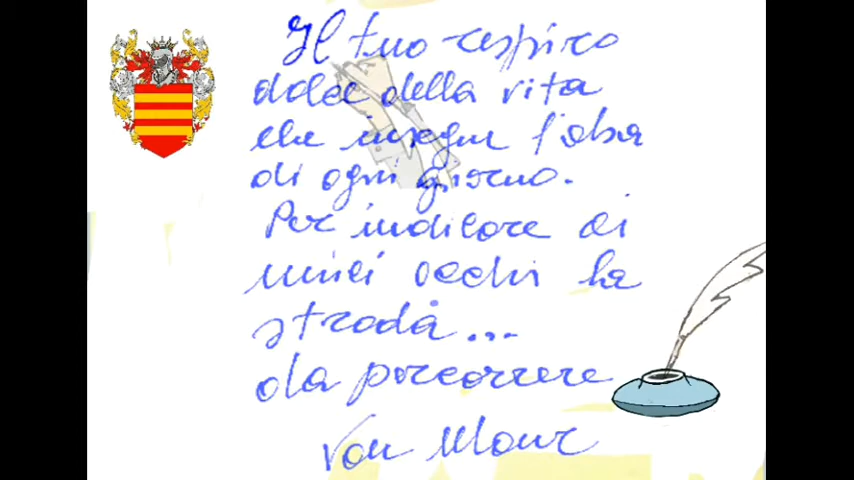 Il tuo respiro
dolce della vita
che insegue l'alba
di ogni giorno.
Per indicare ai
miei occhi la
strada...
da percorrere
Von